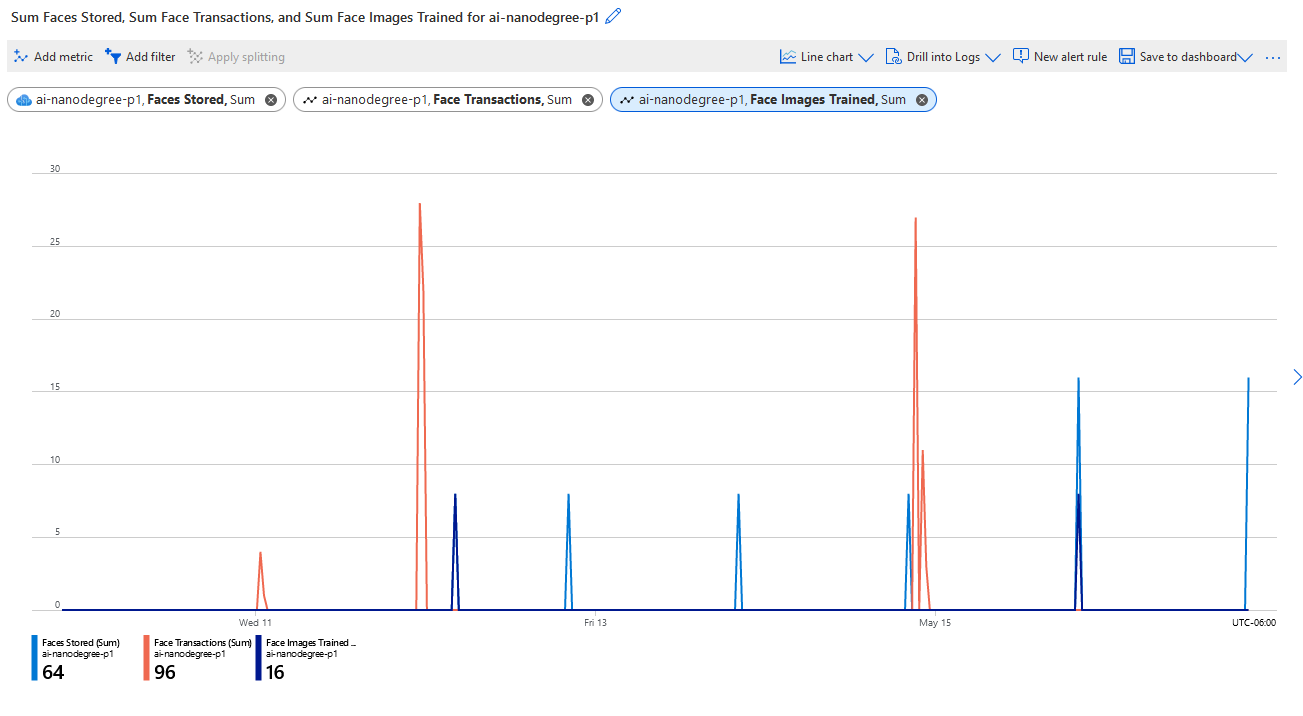 Sum Faces Stored, Sum Face Transactions, and Sum Face Images Trained for ai-nanodegree-p1
Add metric Add filter Apply splitting Line chart Drill into Logs New alert rule Save to dashboard ...
ai-nanodegree-p1, Faces Stored, Sum ai-nanodegree-p1, Face Transactions, Sum ai-nanodegree-p1, Face Images Trained, Sum
30
25
20
15
10
5
0
Wed 11 Fri 13 May 15 UTC-06:00
Faces Stored (Sum) Face Transactions (Sum) Face Images Trained ...
ai-nanodegree-p1 ai-nanodegree-p1 ai-nanodegree-p1
64 96 16